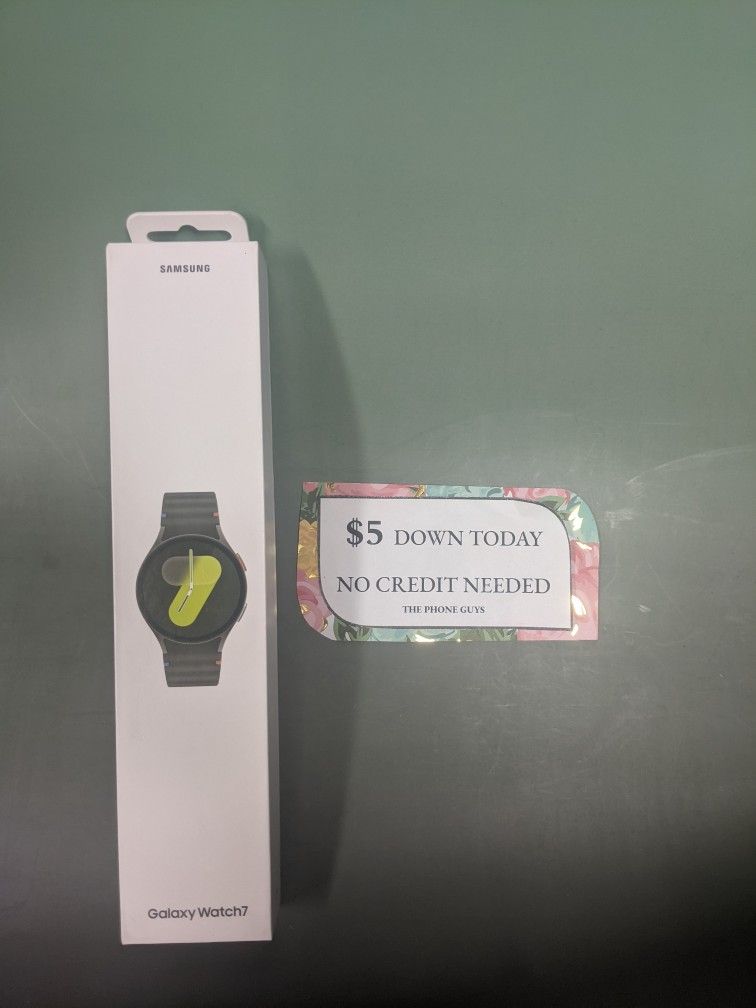 SAMSUNG
$5 DOWN TODAY
NO CREDIT NEEDED
THE PHONE GUYS
Galaxy Watch7